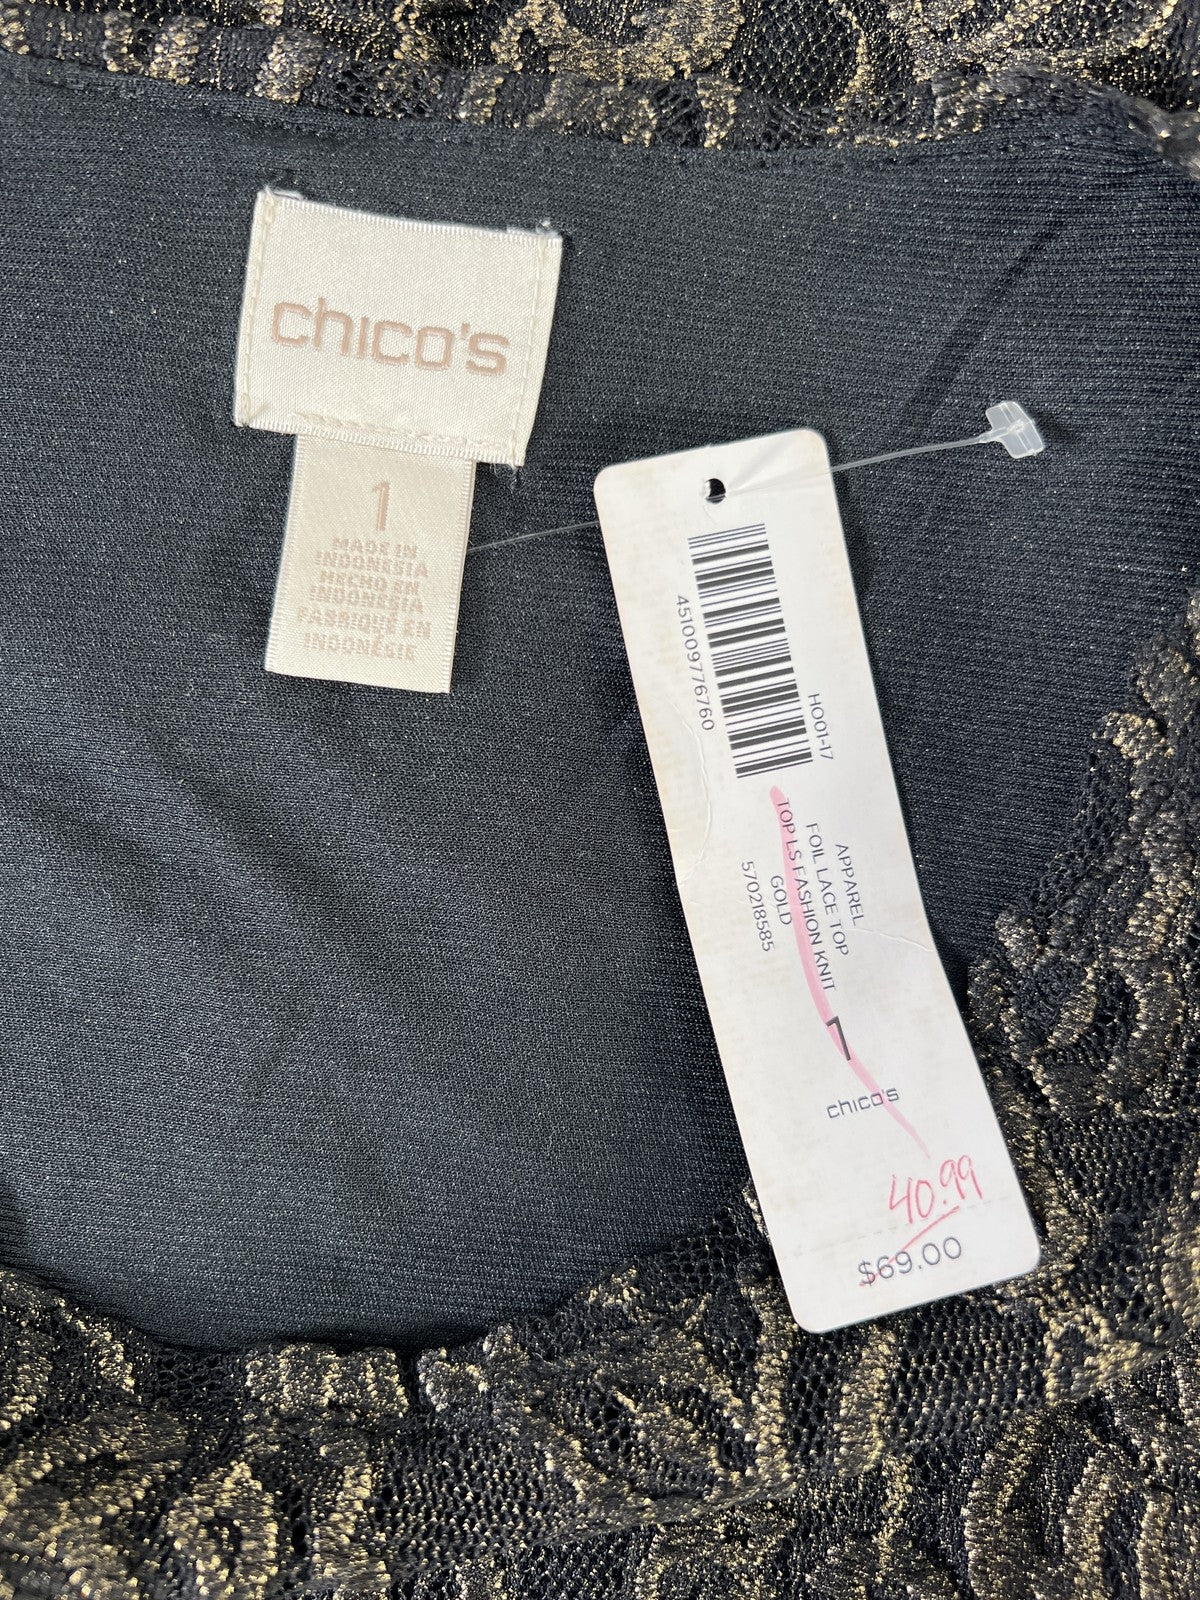 chico's
1
MADE IN
INDONESIA
HECHO EN
INDONESIA
FABRIQUÉ EN
INDONÉSIE
451009776760
H001-17
APPAREL
FOIL LACE TOP
TOP LS FASHION KNIT
GOLD
570218585
1
chico's
40.99
$69.00